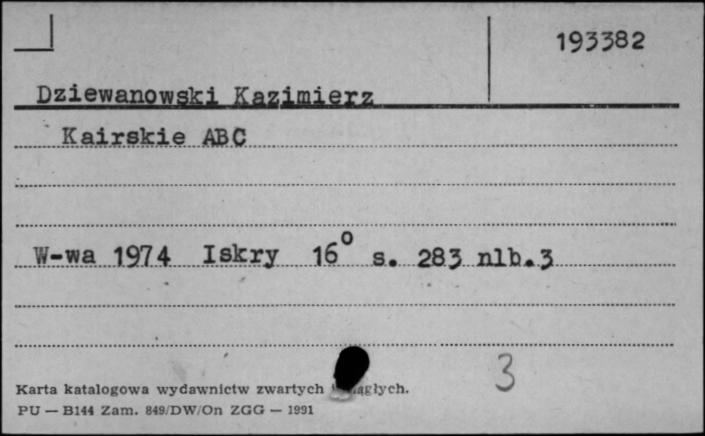 193382
Dziewanowski Kazimierz
Kairskie ABC
W-wa 1974 Iskry 16° s. 283 nlb.3
3
Karta katalogowa wydawnictw zwartych
PU — B144 Zam. 849/DW/On ZGG — 1991